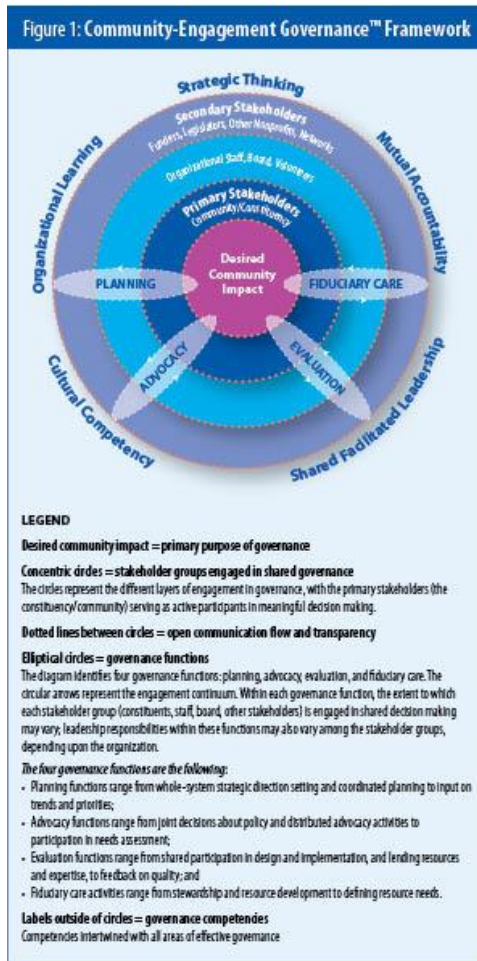 Figure 1: Community-Engagement Governance™ Framework
Strategic Thinking
Organizational Learning
Mutual Accountability
Secondary Stakeholders
Funders, Legislators, Other Nonprofits, Networks
Organizational Staff, Board, Volunteers
Primary Stakeholders
Community/Constituency
Desired
Community
Impact
PLANNING
FIDUCIARY CARE
ADVOCACY
EVALUATION
Cultural Competency
Shared Facilitated Leadership
LEGEND
Desired community impact = primary purpose of governance
Concentric circles = stakeholder groups engaged in shared governance
The circles represent the different layers of engagement in governance, with the primary stakeholders (the
constituency/community) serving as active participants in meaningful decision making.
Dotted lines between circles = open communication flow and transparency
Elliptical circles = governance functions
The diagram identifies four governance functions: planning, advocacy, evaluation, and fiduciary care. The
circular arrows represent the engagement continuum. Within each governance function, the extent to which
each stakeholder group (constituents, staff, board, other stakeholders) is engaged in shared decision making
may vary; leadership responsibilities within these functions may also vary among the stakeholder groups,
depending upon the organization.
The four governance functions are the following:
• Planning functions range from whole-system strategic direction setting and coordinated planning to input on
trends and priorities;
• Advocacy functions range from joint decisions about policy and distributed advocacy activities to
participation in needs assessment;
• Evaluation functions range from shared participation in design and implementation, and lending resources
and expertise, to feedback on quality; and
• Fiduciary care activities range from stewardship and resource development to defining resource needs.
Labels outside of circles = governance competencies
Competencies intertwined with all areas of effective governance